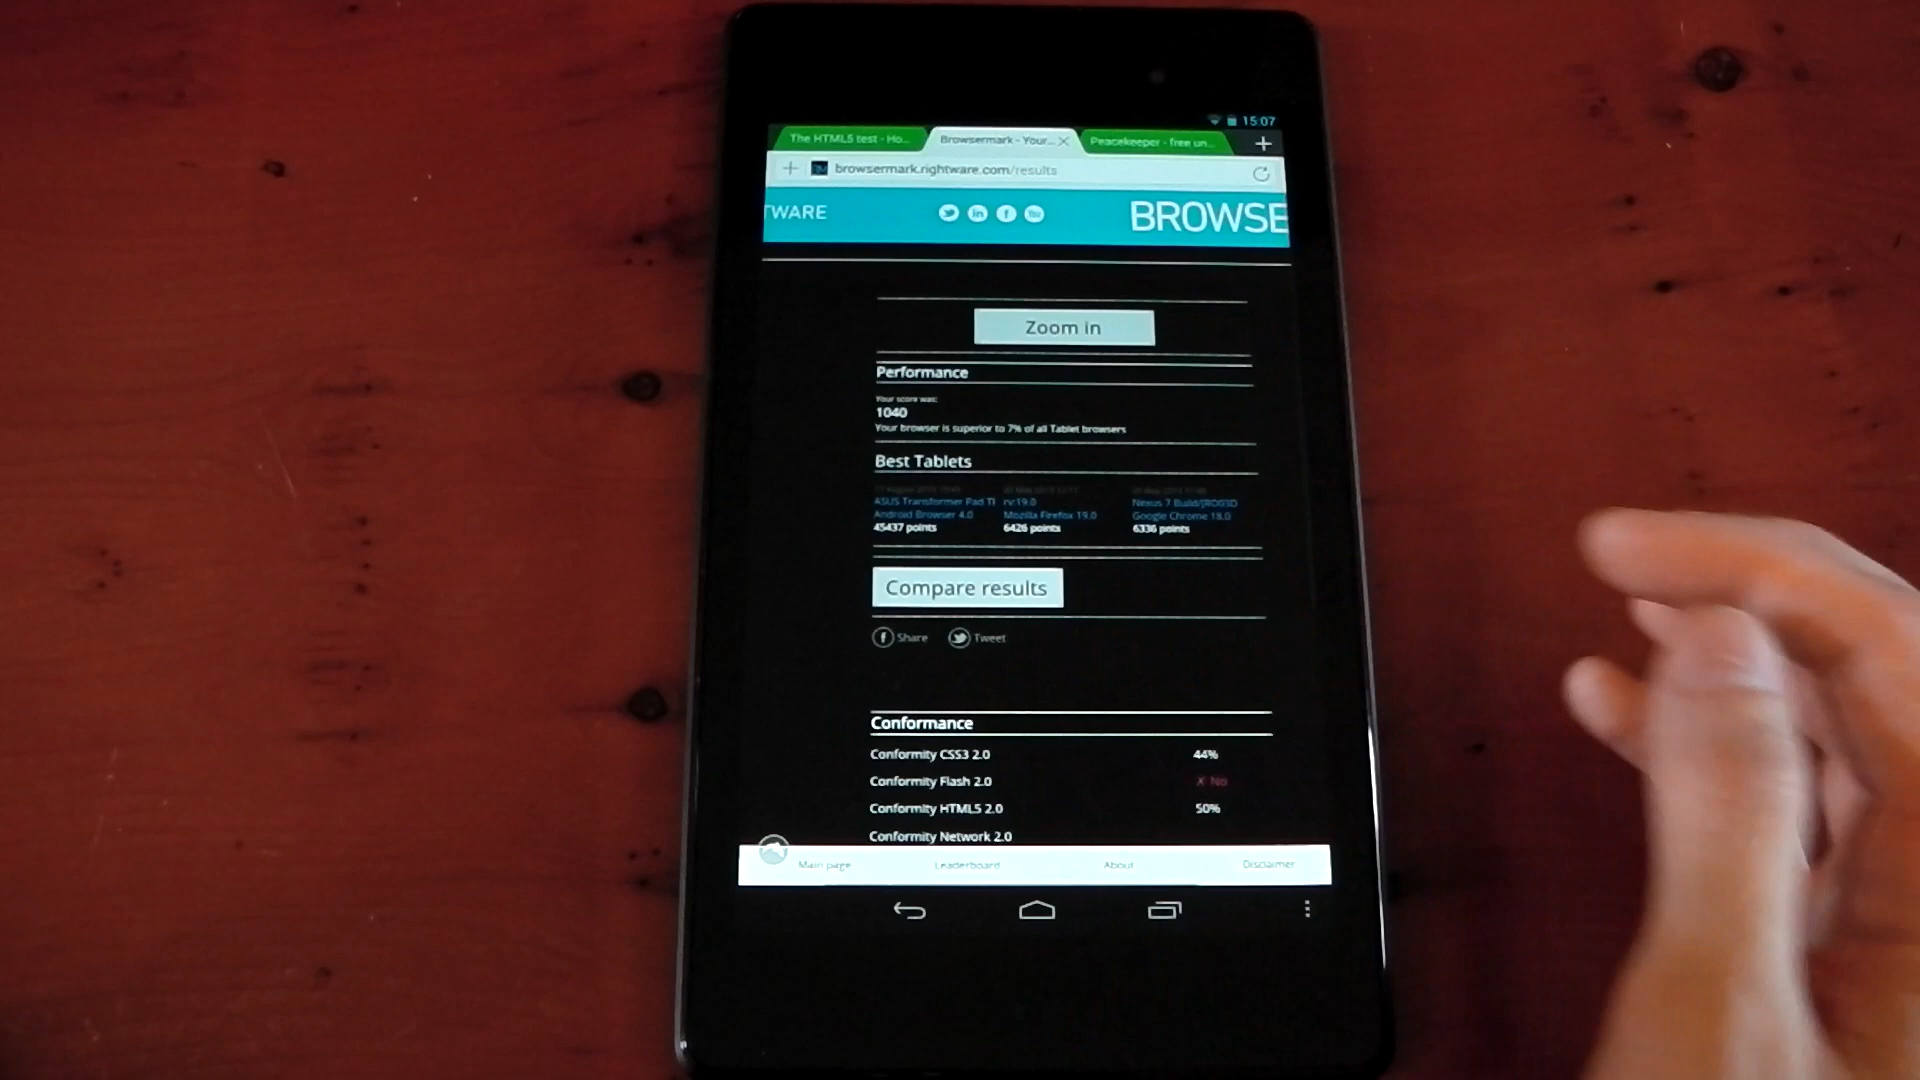 15:07
The HTML5 test - Ho...
Browsermark - Your...
Peacekeeper - free un...
browsermark.rightware.com/results
TWARE
BROWSE
Zoom in
Performance
Your score was:
1040
Your browser is superior to 7% of all Tablet browsers
Best Tablets
ASUS Transformer Pad TI rv:19.0 Nexus 7 Build/JRO03D
Android Browser 4.0 Mozilla Firefox 19.0 Google Chrome 18.0
45437 points 6426 points 6336 points
Compare results
Share Tweet
Conformance
Conformity CSS3 2.0 44%
Conformity Flash 2.0 X No
Conformity HTML5 2.0 50%
Conformity Network 2.0
Main page Leaderboard About Disclaimer